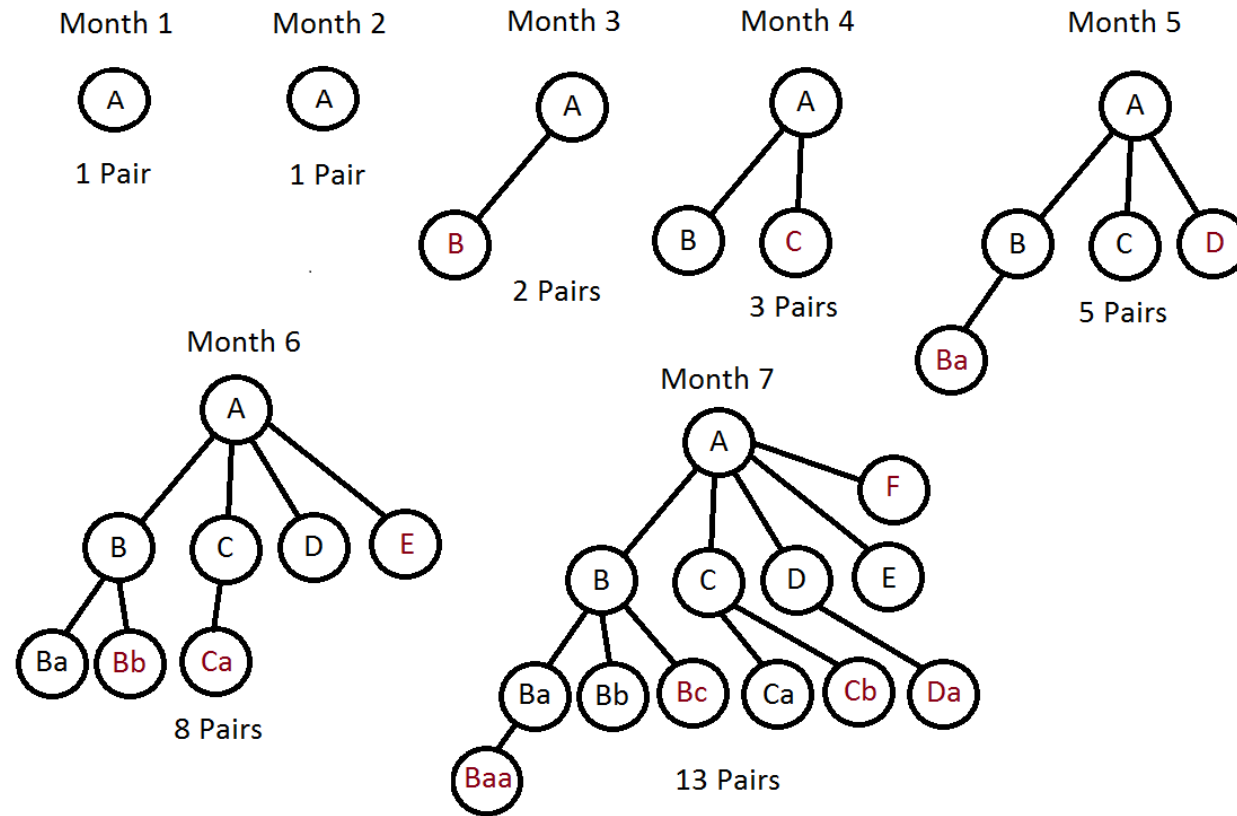 Month 1
A
1 Pair
Month 2
A
1 Pair
Month 3
A
B
2 Pairs
Month 4
A
B C
3 Pairs
Month 5
A
B C D
Ba
5 Pairs
Month 6
A
B C D E
Ba Bb Ca
8 Pairs
Month 7
A
F
B C D E
Ba Bb Bc Ca Cb Da
Baa
13 Pairs